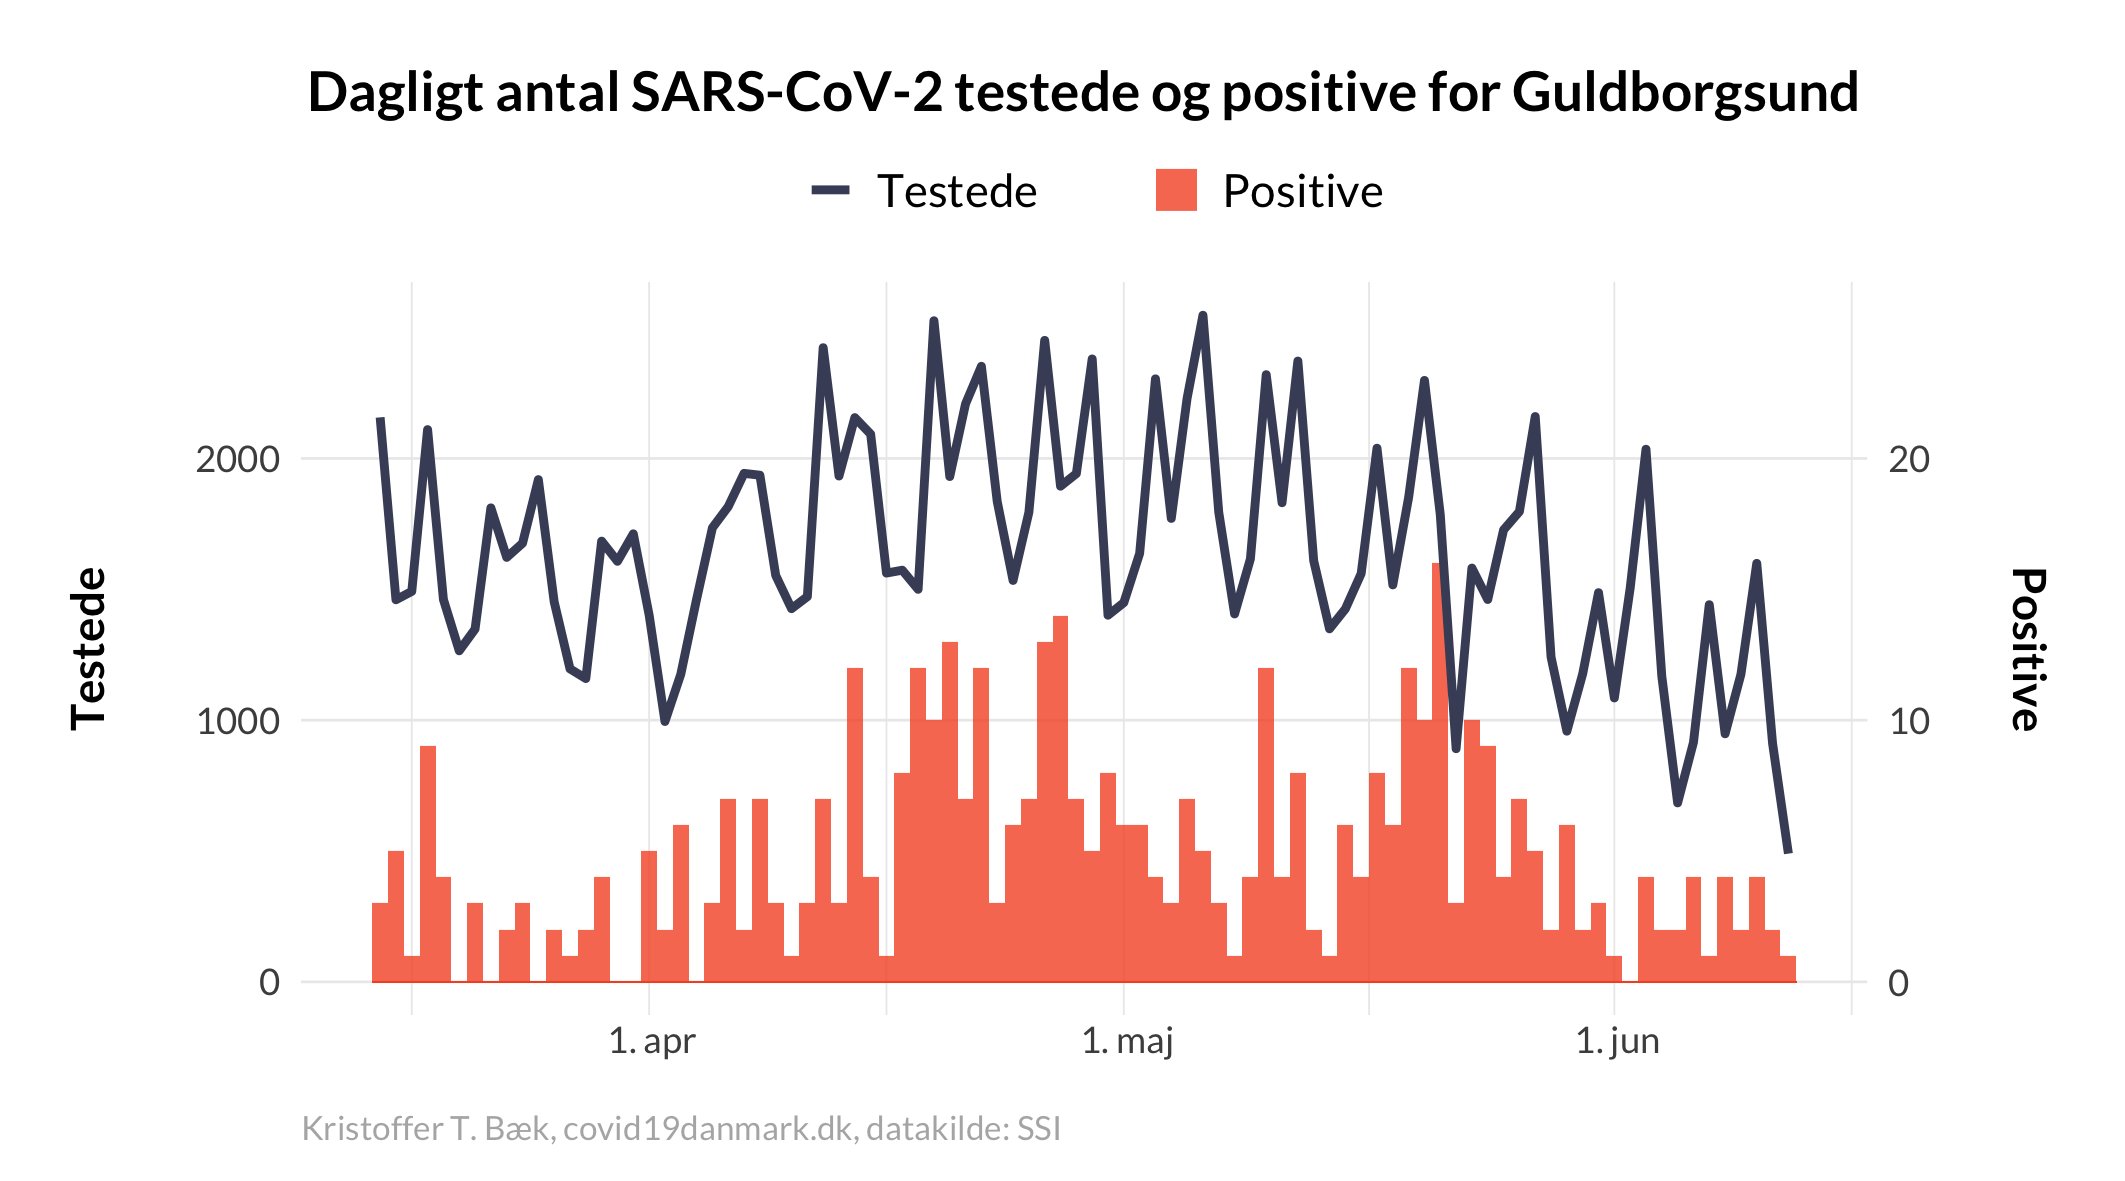 Dagligt antal SARS-CoV-2 testede og positive for Guldborgsund
Testede
Positive
Testede
2000
1000
0
20
10
0
Positive
1. apr
1. maj
1. jun
Kristoffer T. Bæk, covid19danmark.dk, datakilde: SSI